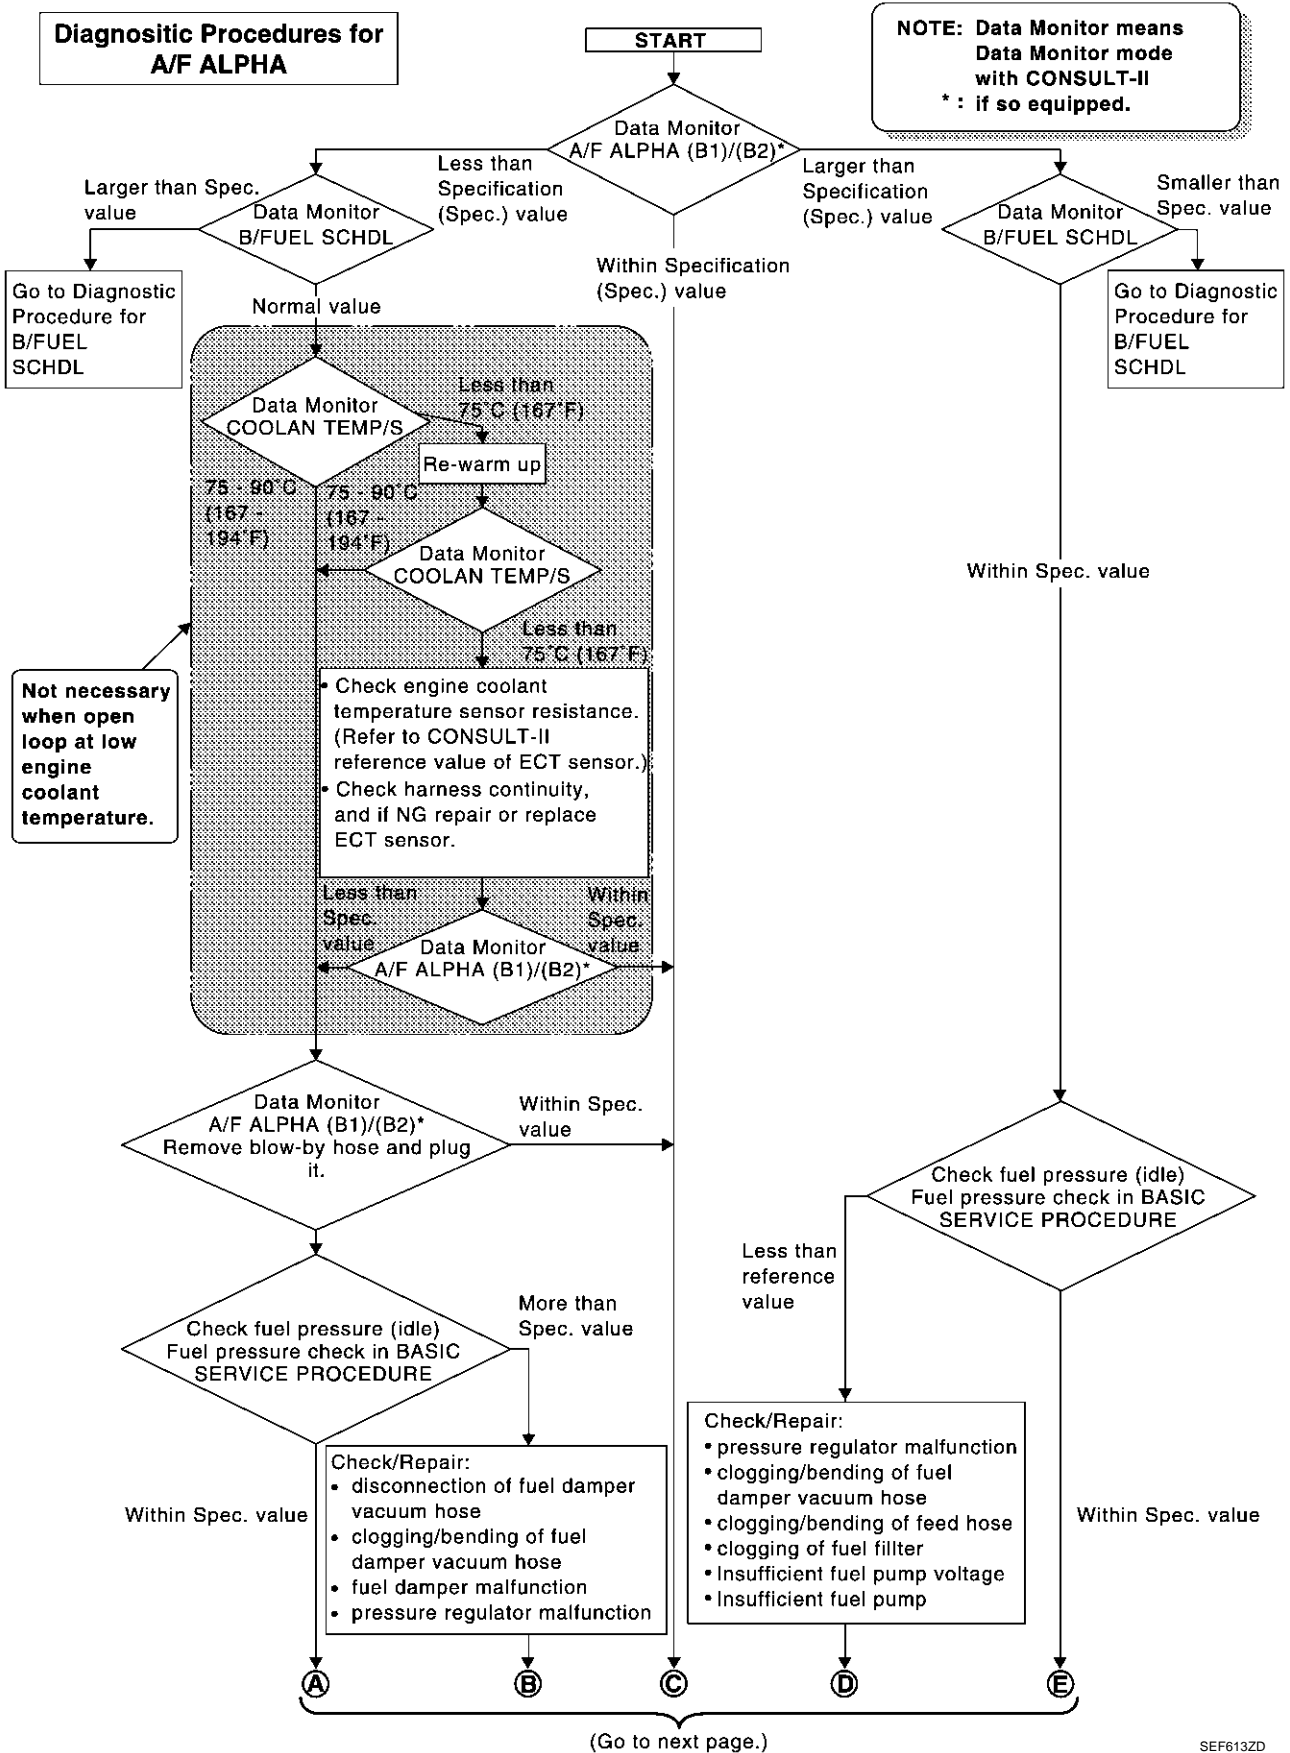 Diagnositic Procedures for
A/F ALPHA
START
NOTE: Data Monitor means
Data Monitor mode
with CONSULT-II
* : if so equipped.
Data Monitor
A/F ALPHA (B1)/(B2)*
Less than
Specification
(Spec.) value
Larger than
Specification
(Spec.) value
Within Specification
(Spec.) value
Larger than Spec.
value
Data Monitor
B/FUEL SCHDL
Data Monitor
B/FUEL SCHDL
Smaller than
Spec. value
Go to Diagnostic
Procedure for
B/FUEL
SCHDL
Normal value
Go to Diagnostic
Procedure for
B/FUEL
SCHDL
Data Monitor
COOLAN TEMP/S
Less than
75°C (167°F)
Re-warm up
75 - 90°C
(167 -
194°F)
75 - 90°C
(167 -
194°F)
Data Monitor
COOLAN TEMP/S
Within Spec. value
Less than
75°C (167°F)
Not necessary
when open
loop at low
engine
coolant
temperature.
• Check engine coolant
temperature sensor resistance.
(Refer to CONSULT-II
reference value of ECT sensor.)
• Check harness continuity,
and if NG repair or replace
ECT sensor.
Less than
Spec.
value
Within
Spec.
value
Data Monitor
A/F ALPHA (B1)/(B2)*
Data Monitor
A/F ALPHA (B1)/(B2)*
Remove blow-by hose and plug
it.
Within Spec.
value
Check fuel pressure (idle)
Fuel pressure check in BASIC
SERVICE PROCEDURE
Less than
reference
value
More than
Spec. value
Check fuel pressure (idle)
Fuel pressure check in BASIC
SERVICE PROCEDURE
Within Spec. value
Check/Repair:
• disconnection of fuel damper
vacuum hose
• clogging/bending of fuel
damper vacuum hose
• fuel damper malfunction
• pressure regulator malfunction
Check/Repair:
• pressure regulator malfunction
• clogging/bending of fuel
damper vacuum hose
• clogging/bending of feed hose
• clogging of fuel fillter
• Insufficient fuel pump voltage
• Insufficient fuel pump
Within Spec. value
A
B
C
D
E
(Go to next page.)
SEF613ZD